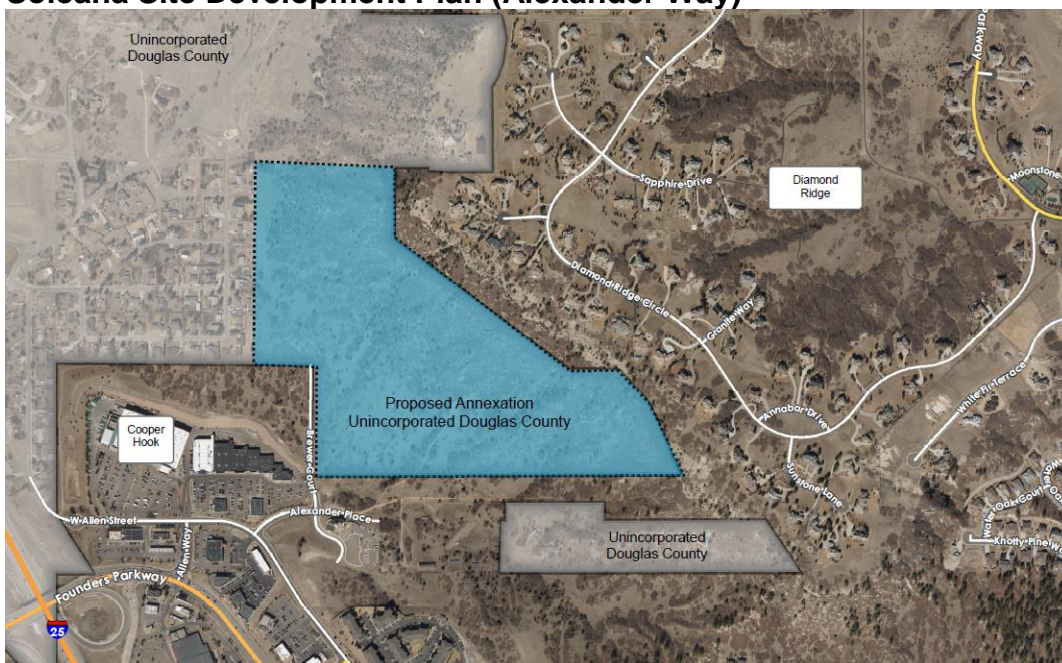 (Alexander Way)
Unincorporated
Douglas County
Parkway
Moonstone
Sapphire Drive
Diamond
Ridge
Diamond Ridge Circle
Granite Way
Annabar Drive
White Fir Terrace
Sunstone Lane
Proposed Annexation
Unincorporated Douglas County
Cooper
Hook
Brewer Court
Alexander Place
W Allen Street
Allen Way
Founders Parkway
25
Unincorporated
Douglas County
Water Oak Court
Knotty Pine